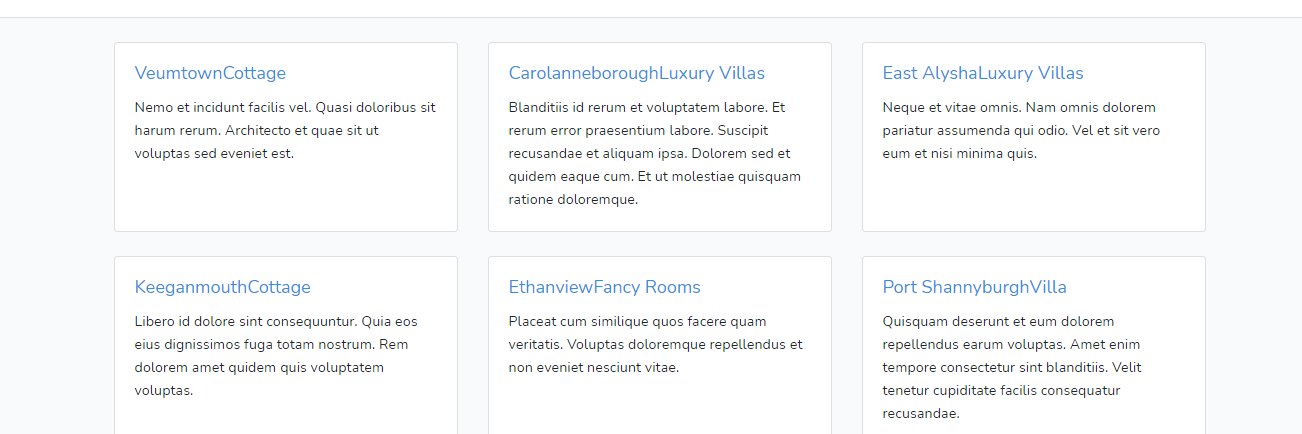 VeumtownCottage
Nemo et incidunt facilis vel. Quasi doloribus sit
harum rerum. Architecto et quae sit ut
voluptas sed eveniet est.
CarolanneboroughLuxury Villas
Blanditiis id rerum et voluptatem labore. Et
rerum error praesentium labore. Suscipit
recusandae et aliquam ipsa. Dolorem sed et
quidem eaque cum. Et ut molestiae quisquam
ratione doloremque.
East AlyshaLuxury Villas
Neque et vitae omnis. Nam omnis dolorem
pariatur assumenda qui odio. Vel et sit vero
eum et nisi minima quis.
KeeganmouthCottage
Libero id dolore sint consequuntur. Quia eos
eius dignissimos fuga totam nostrum. Rem
dolorem amet quidem quis voluptatem
voluptas.
EthanviewFancy Rooms
Placeat cum similique quos facere quam
veritatis. Voluptas doloremque repellendus et
non eveniet nesciunt vitae.
Port ShannyburghVilla
Quisquam deserunt et eum dolorem
repellendus earum voluptas. Amet enim
tempore consectetur sint blanditiis. Velit
tenetur cupiditate facilis consequatur
recusandae.